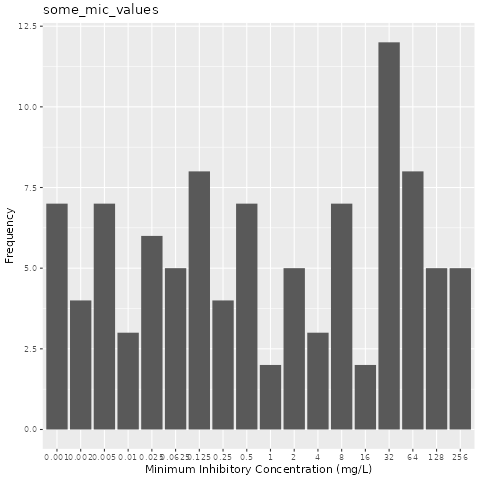 some_mic_values
12.5
10.0
7.5
5.0
2.5
0.0
Frequency
0.001 0.002 0.005 0.01 0.025 0.0625 0.125 0.25 0.5 1 2 4 8 16 32 64 128 256
Minimum Inhibitory Concentration (mg/L)